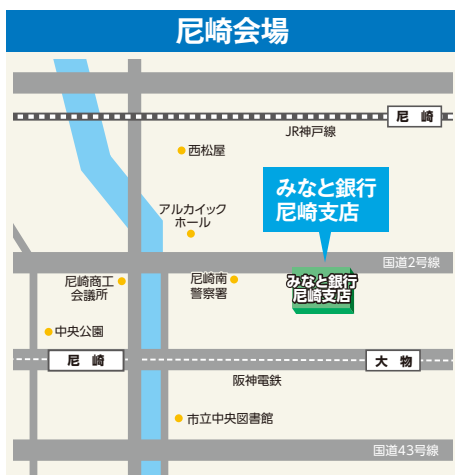 尼崎会場
尼崎
JR神戸線
西松屋
みなと銀行
尼崎支店
アルカイック
ホール
国道2号線
尼崎商工
会議所
尼崎南
警察署
みなと銀行
尼崎支店
中央公園
尼崎
大物
阪神電鉄
市立中央図書館
国道43号線